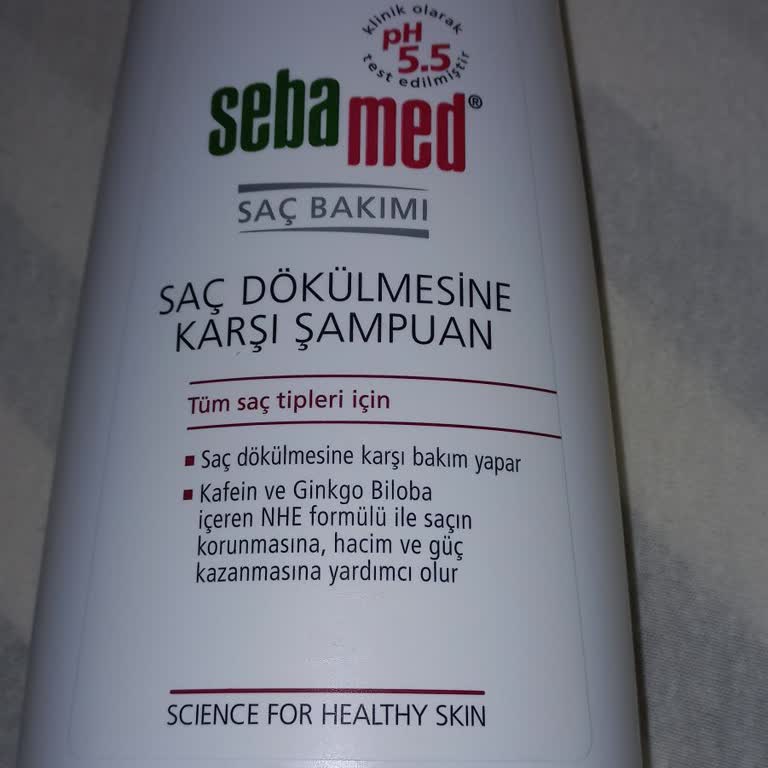 klinik olarak
pH
5.5
test edilmiştir
sebamed®
SAÇ BAKIMI
SAÇ DÖKÜLMESİNE
KARŞI ŞAMPUAN
Tüm saç tipleri için
▪ Saç dökülmesine karşı bakım yapar
▪ Kafein ve Ginkgo Biloba
içeren NHE formülü ile saçın
korunmasına, hacim ve güç
kazanmasına yardımcı olur
SCIENCE FOR HEALTHY SKIN